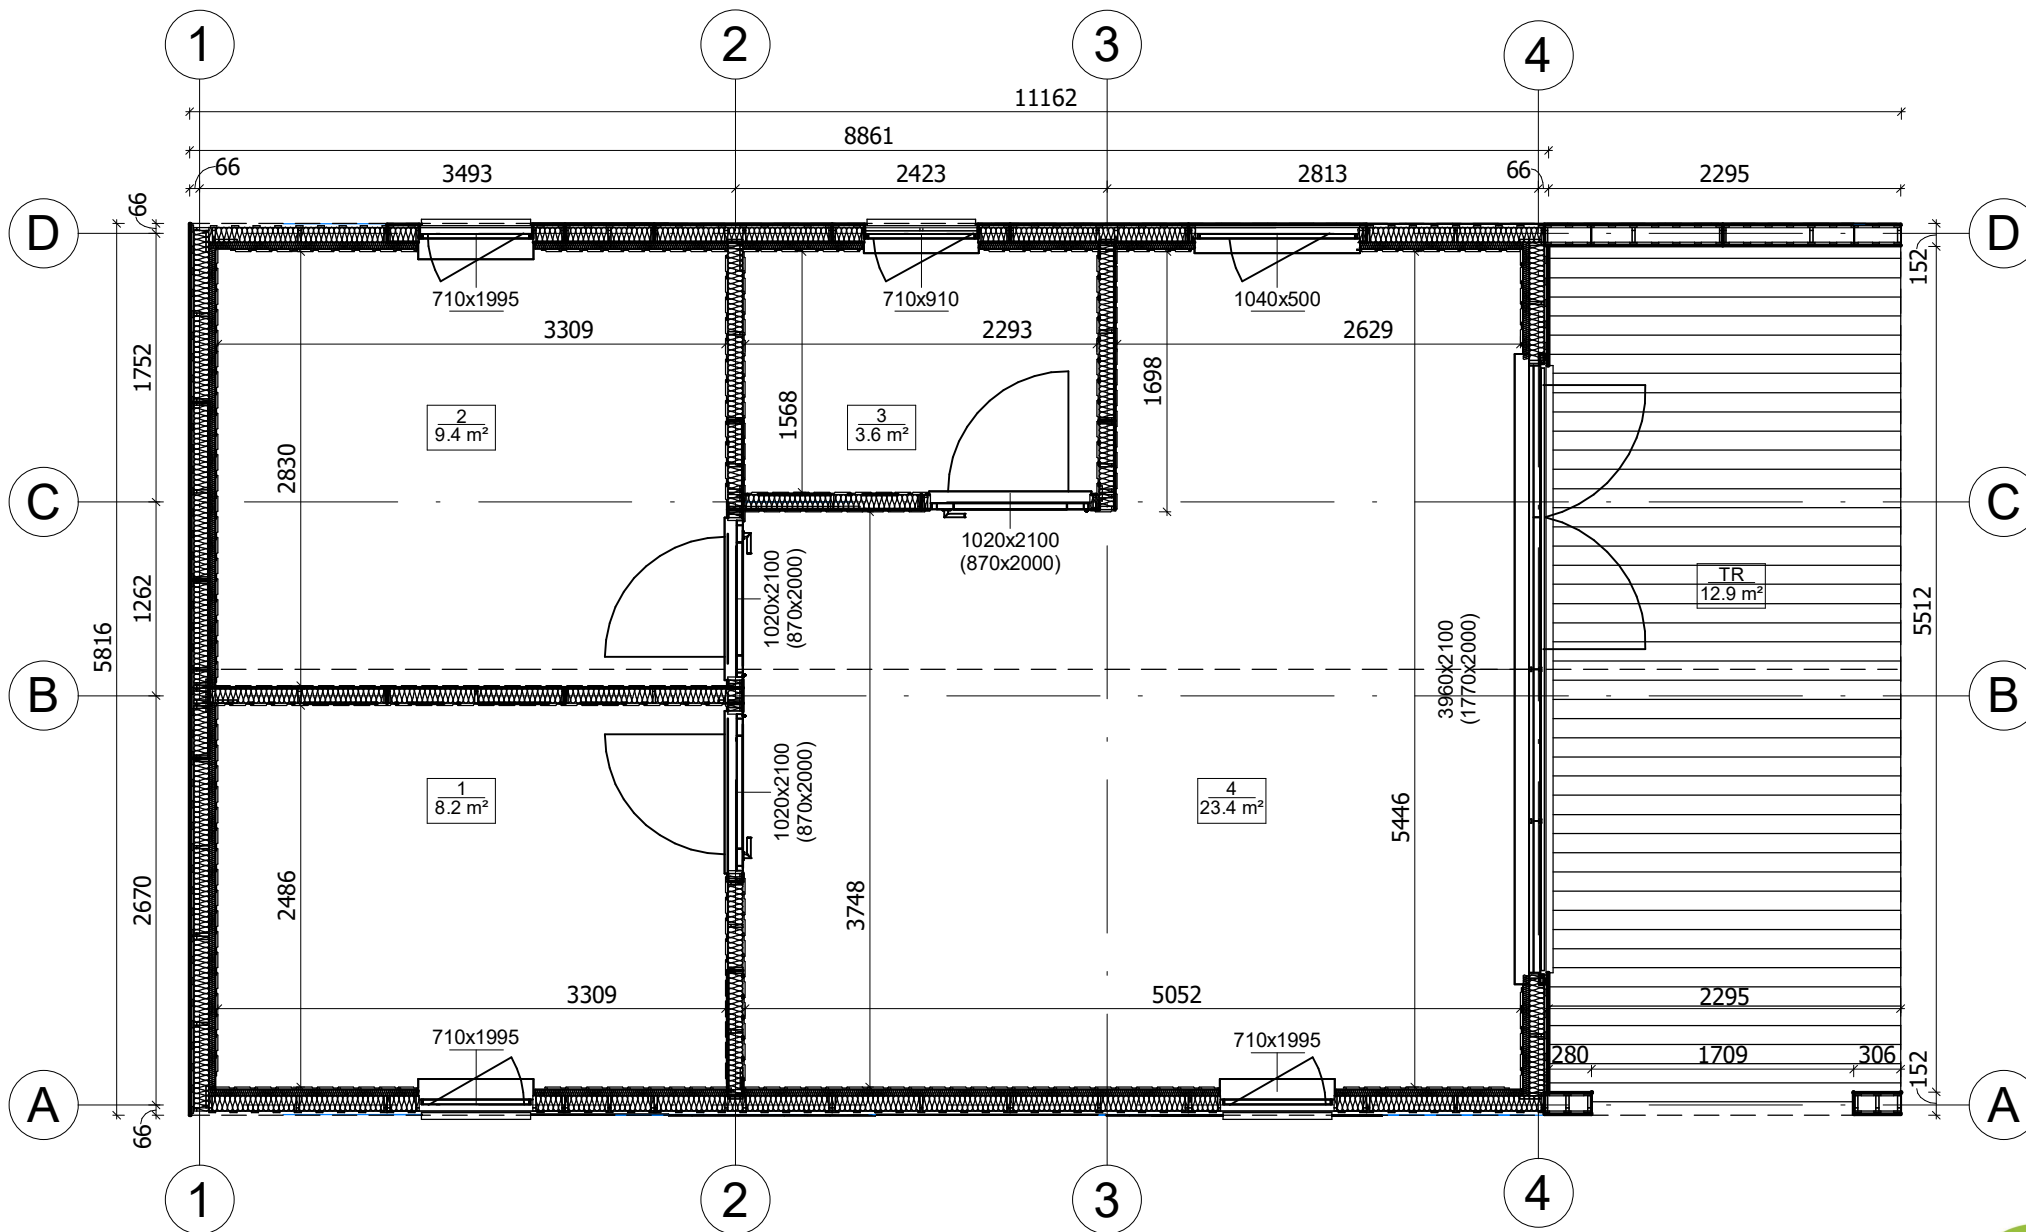 1
2
3
4
11162
8861
66
3493
2423
2813
66
2295
66
D
D
152
710x1995
710x910
1040x500
3309
2293
2629
1752
1568
1698
2
9.4 m²
3
3.6 m²
2830
C
C
1020x2100
(870x2000)
1020x2100
(870x2000)
TR
12.9 m²
1262
5816
5512
3960x2100
(1770x2000)
B
B
1020x2100
(870x2000)
1
8.2 m²
4
23.4 m²
5446
2670
2486
3748
3309
5052
2295
710x1995
710x1995
280
1709
306
152
A
A
66
1
2
3
4